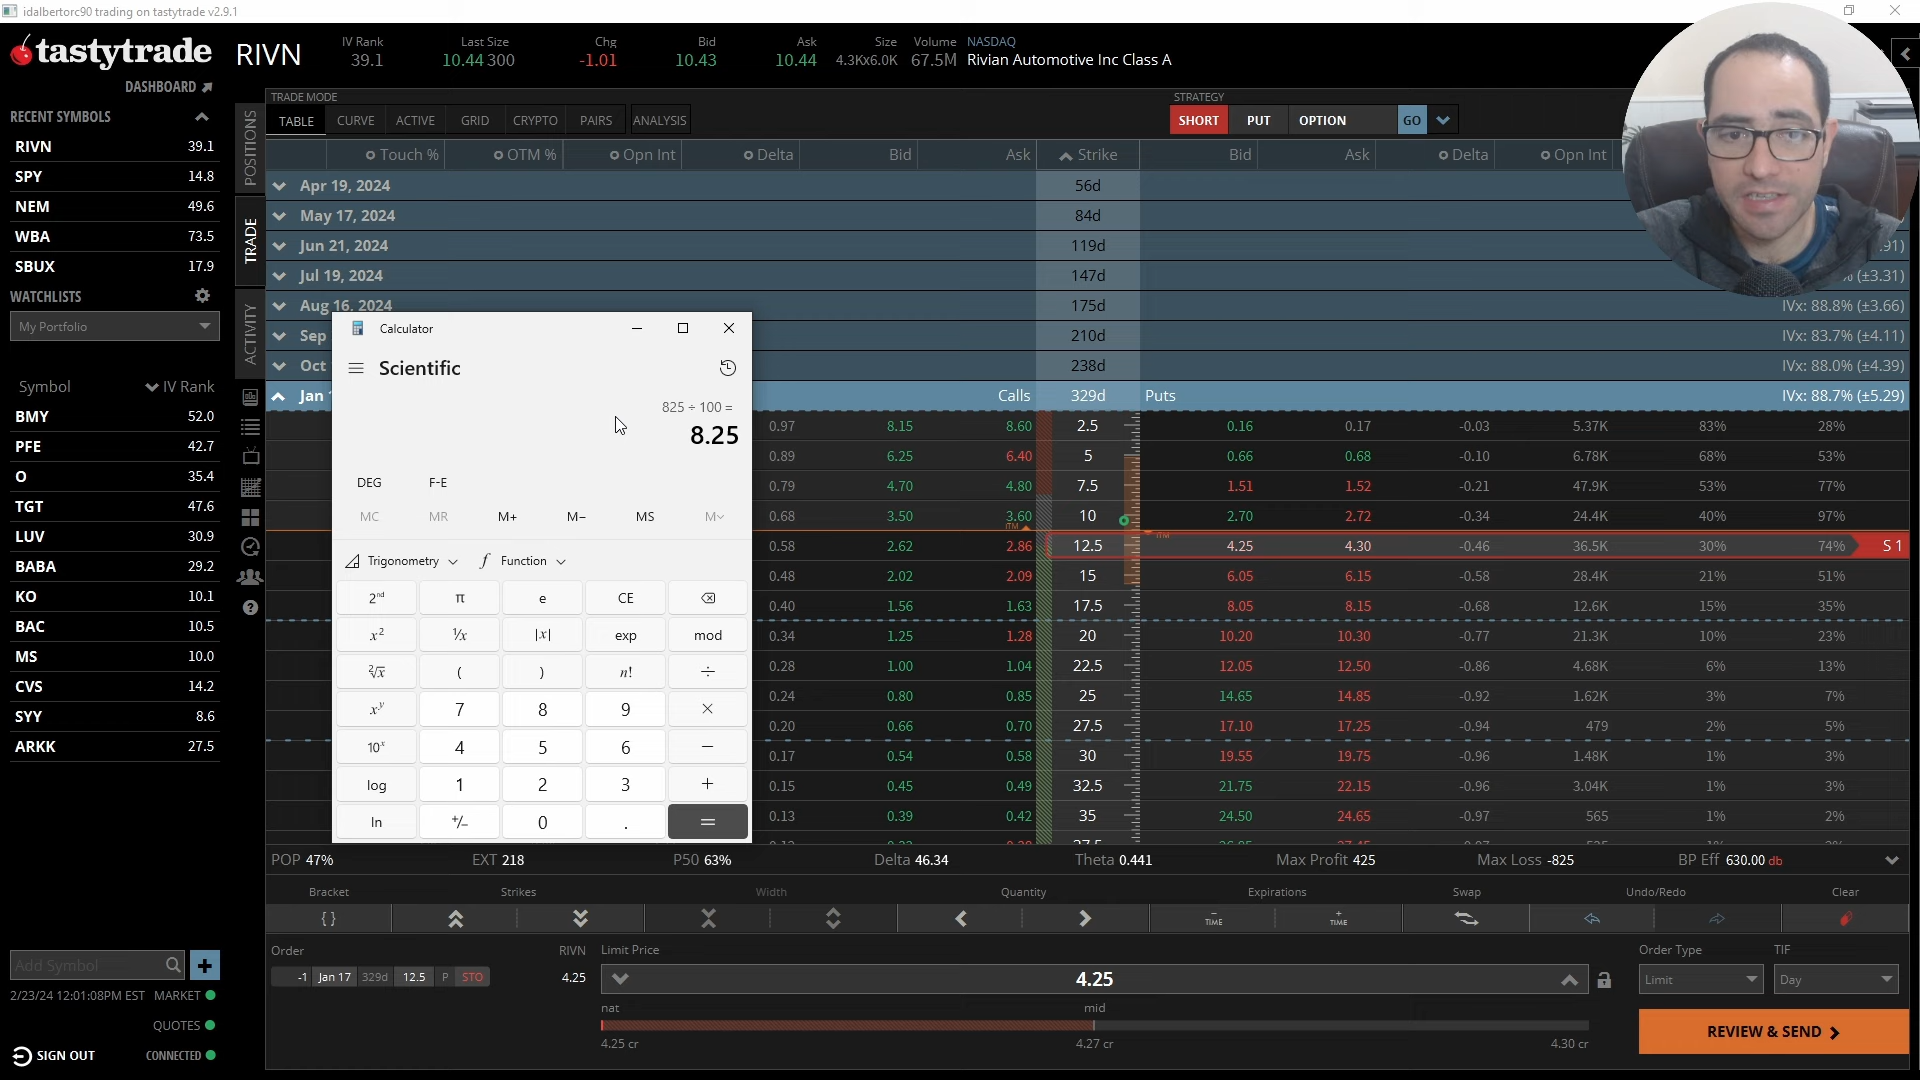 idalbertorc90 trading on tastytrade v2.9.1
tastytrade
DASHBOARD
RIVN
IV Rank
39.1
Last Size
10.44 300
Chg
-1.01
Bid
10.43
Ask
10.44
Size
4.3Kx6.0K
Volume
67.5M
NASDAQ
Rivian Automotive Inc Class A
RECENT SYMBOLS
RIVN 39.1
SPY 14.8
NEM 49.6
WBA 73.5
SBUX 17.9
WATCHLISTS
My Portfolio
Symbol IV Rank
BMY 52.0
PFE 42.7
O 35.4
TGT 47.6
LUV 30.9
BABA 29.2
KO 10.1
BAC 10.5
MS 10.0
CVS 14.2
SYY 8.6
ARKK 27.5
Add Symbol
2/23/24 12:01:08PM EST MARKET
QUOTES
SIGN OUT CONNECTED
POSITIONS
TRADE
ACTIVITY
TRADE MODE
TABLE CURVE ACTIVE GRID CRYPTO PAIRS ANALYSIS
STRATEGY
SHORT PUT OPTION GO
Touch % OTM % Opn Int Delta Bid Ask Strike Bid Ask Delta Opn Int
Apr 19, 2024 56d
May 17, 2024 84d
Jun 21, 2024 119d .91)
Jul 19, 2024 147d % (±3.31)
Aug 16, 2024 175d IVx: 88.8% (±3.66)
Sep 210d IVx: 83.7% (±4.11)
Oct 238d IVx: 88.0% (±4.39)
Jan 1 Calls 329d Puts IVx: 88.7% (±5.29)
0.97 8.15 8.60 2.5 0.16 0.17 -0.03 5.37K 83% 28%
0.89 6.25 6.40 5 0.66 0.68 -0.10 6.78K 68% 53%
0.79 4.70 4.80 7.5 1.51 1.52 -0.21 47.9K 53% 77%
0.68 3.50 3.60 10 2.70 2.72 -0.34 24.4K 40% 97%
ITM ITM
0.58 2.62 2.86 12.5 4.25 4.30 -0.46 36.5K 30% 74% S 1
0.48 2.02 2.09 15 6.05 6.15 -0.58 28.4K 21% 51%
0.40 1.56 1.63 17.5 8.05 8.15 -0.68 12.6K 15% 35%
0.34 1.25 1.28 20 10.20 10.30 -0.77 21.3K 10% 23%
0.28 1.00 1.04 22.5 12.05 12.50 -0.86 4.68K 6% 13%
0.24 0.80 0.85 25 14.65 14.85 -0.92 1.62K 3% 7%
0.20 0.66 0.70 27.5 17.10 17.25 -0.94 479 2% 5%
0.17 0.54 0.58 30 19.55 19.75 -0.96 1.48K 1% 3%
0.15 0.45 0.49 32.5 21.75 22.15 -0.96 3.04K 1% 3%
0.13 0.39 0.42 35 24.50 24.65 -0.97 565 1% 2%
Calculator
Scientific
825 ÷ 100 =
8.25
DEG F-E
MC MR M+ M− MS M
Trigonometry f Function
2nd π e CE
x² ¹/x |x| exp mod
²√x ( ) n! ÷
xʸ 7 8 9 ×
10ˣ 4 5 6 −
log 1 2 3 +
ln +/− 0 . =
POP 47% EXT 218 P50 63% Delta 46.34 Theta 0.441 Max Profit 425 Max Loss -825 BP Eff 630.00 db
Bracket Strikes Width Quantity Expirations Swap Undo/Redo Clear
{ } − TIME + TIME
Order RIVN Limit Price Order Type TIF
-1 Jan 17 329d 12.5 P STO 4.25 4.25 Limit Day
nat mid
4.25 cr 4.27 cr 4.30 cr
REVIEW & SEND